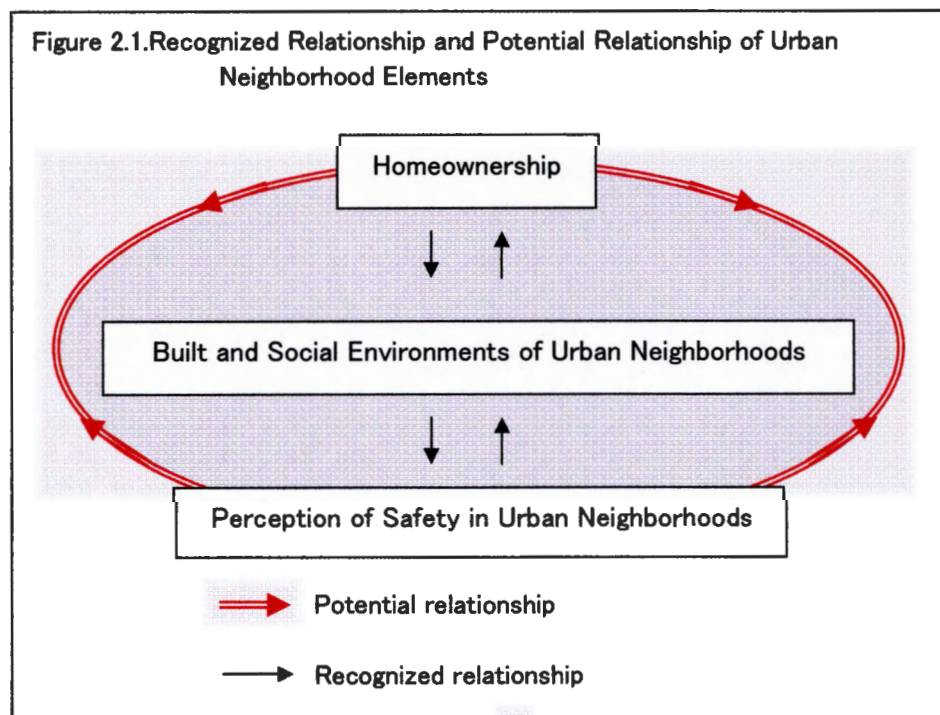 Figure 2.1.Recognized Relationship and Potential Relationship of Urban
Neighborhood Elements
Homeownership
Built and Social Environments of Urban Neighborhoods
Perception of Safety in Urban Neighborhoods
Potential relationship
Recognized relationship